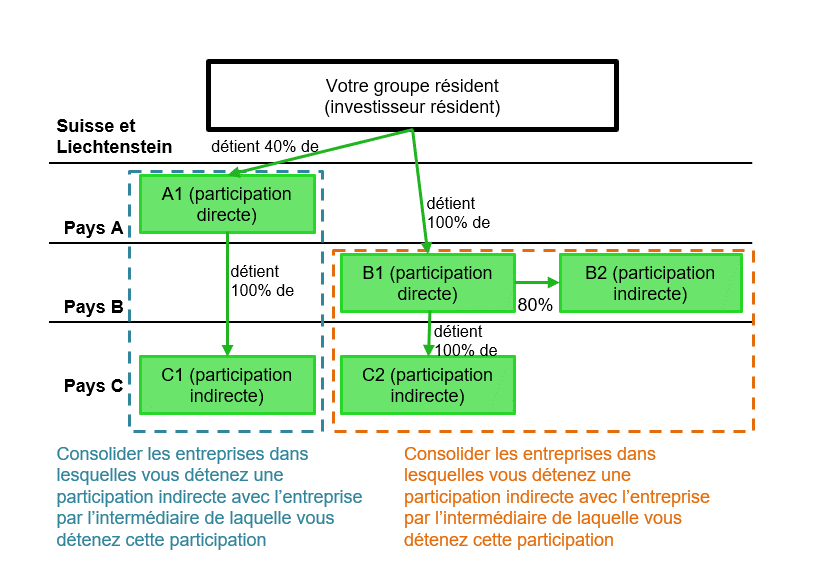 Votre groupe résident
(investisseur résident)
Suisse et
Liechtenstein
détient 40% de
A1 (participation
directe)
détient
100% de
Pays A
détient
100% de
B1 (participation
directe)
B2 (participation
indirecte)
80%
Pays B
détient
100% de
C1 (participation
indirecte)
C2 (participation
indirecte)
Pays C
Consolider les entreprises dans
lesquelles vous détenez une
participation indirecte avec l’entreprise
par l’intermédiaire de laquelle vous
détenez cette participation
Consolider les entreprises dans
lesquelles vous détenez une
participation indirecte avec l’entreprise
par l’intermédiaire de laquelle vous
détenez cette participation